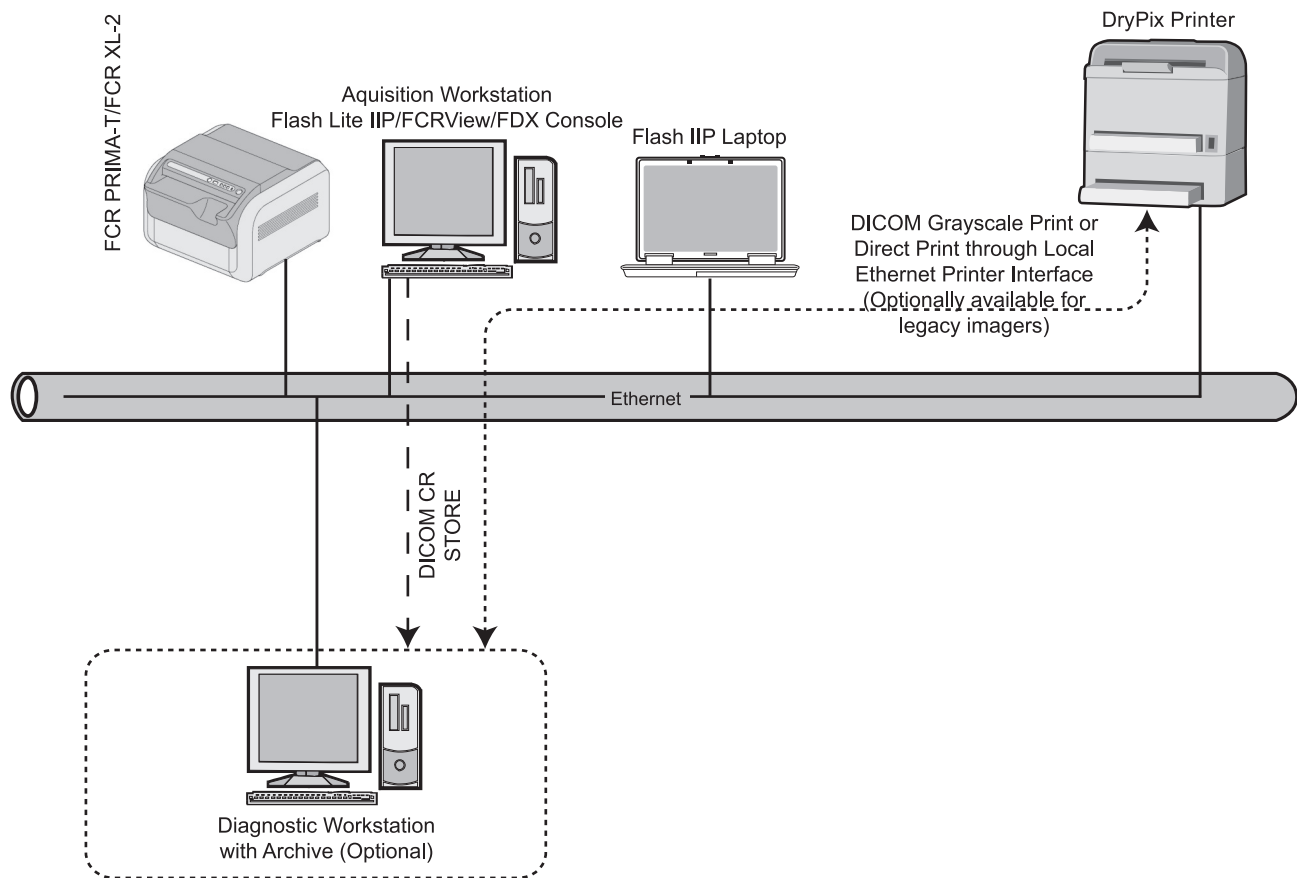 DryPix Printer
FCR PRIMA-T/FCR XL-2
Aquisition Workstation
Flash Lite IIP/FCRView/FDX Console
Flash IIP Laptop
DICOM Grayscale Print or
Direct Print through Local
Ethernet Printer Interface
(Optionally available for
legacy imagers)
Ethernet
DICOM CR
STORE
Diagnostic Workstation
with Archive (Optional)